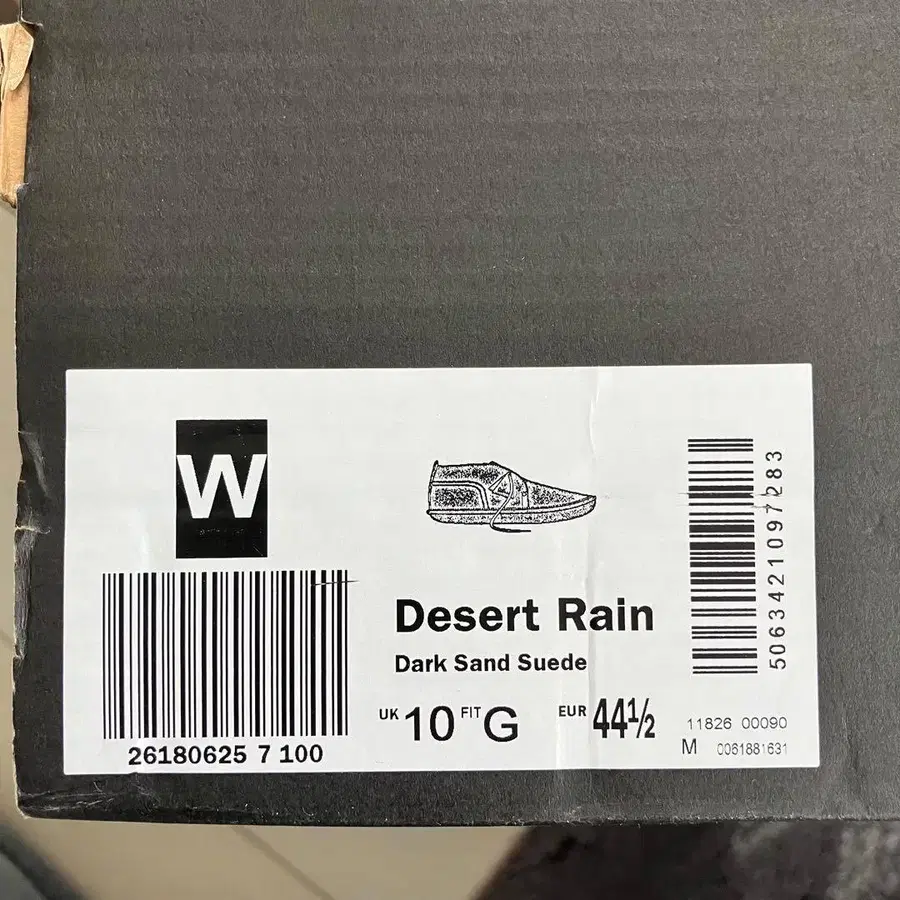 W
26180625 7 100
Desert Rain
Dark Sand Suede
UK 10 FIT G EUR 44½
5063421097283
11826 00090
M 0061881631